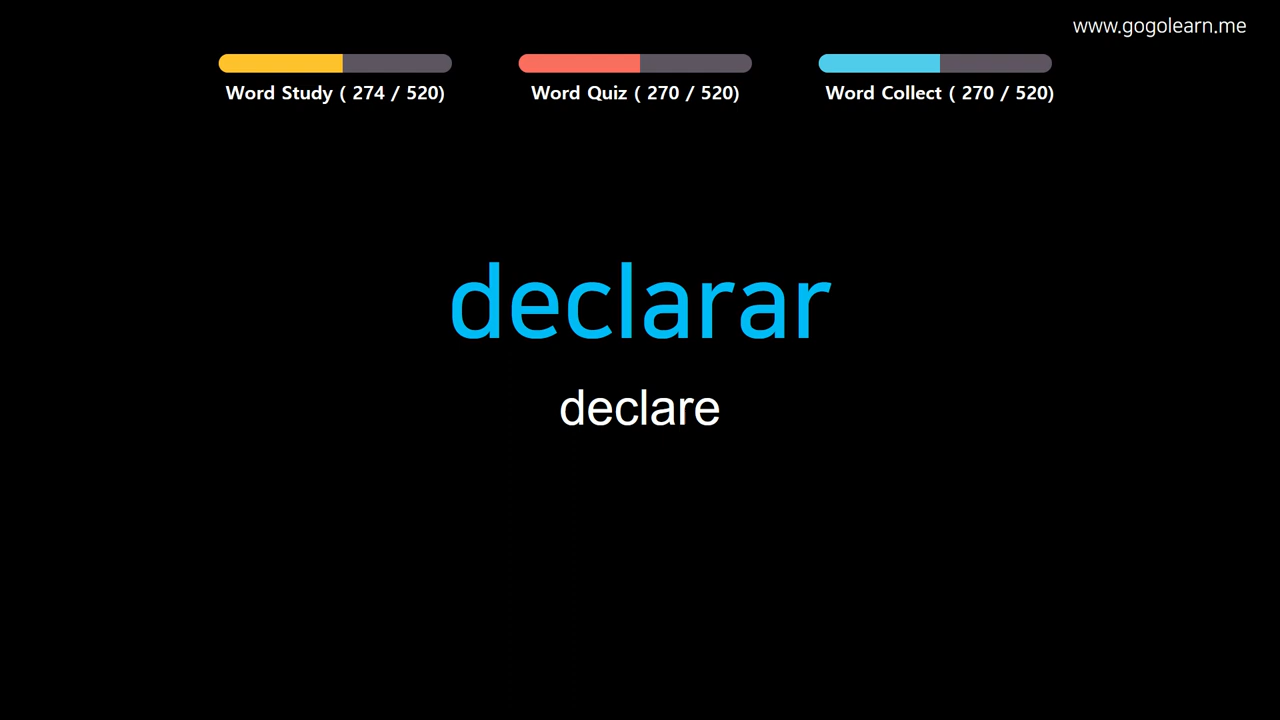 www.gogolearn.me
Word Study ( 274 / 520)
Word Quiz ( 270 / 520)
Word Collect ( 270 / 520)
declarar
declare